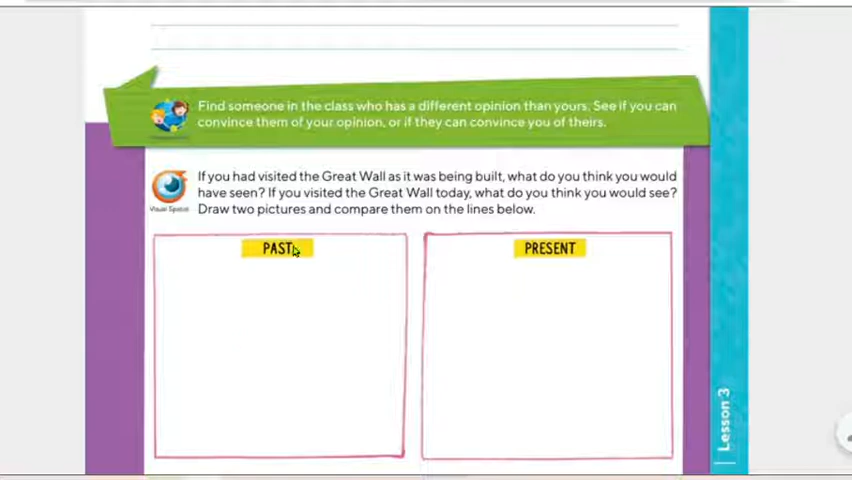 Find someone in the class who has a different opinion than yours. See if you can
convince them of your opinion, or if they can convince you of theirs.
If you had visited the Great Wall as it was being built, what do you think you would
have seen? If you visited the Great Wall today, what do you think you would see?
Visual Spatial
Draw two pictures and compare them on the lines below.
PAST
PRESENT
Lesson 3